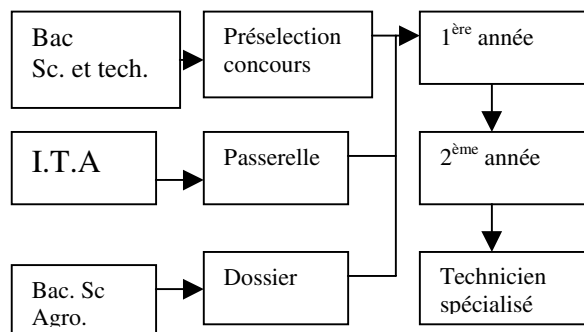 Bac
Sc. et tech.
Préselection
concours
1ère année
I.T.A
Passerelle
2ème année
Bac. Sc
Agro.
Dossier
Technicien
spécialisé